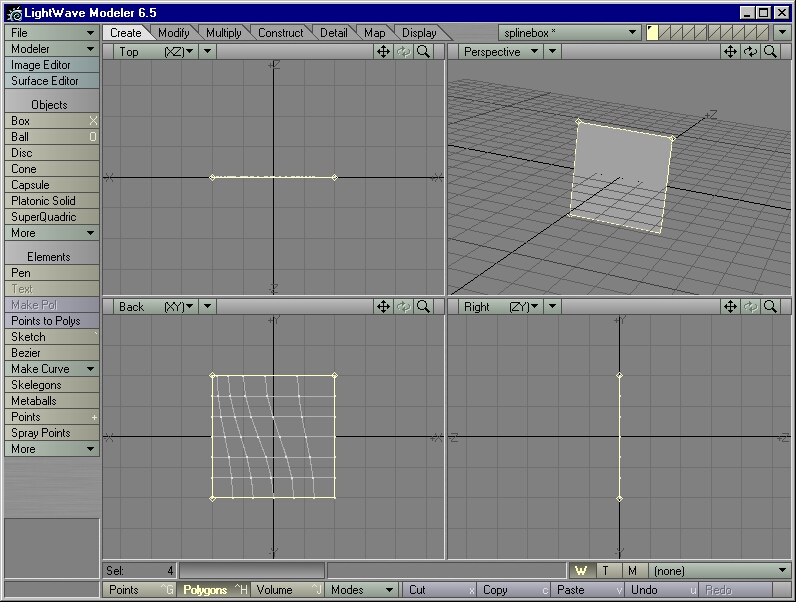 LightWave Modeler 6.5
File
Modeler
Image Editor
Surface Editor
Objects
Box X
Ball O
Disc
Cone
Capsule
Platonic Solid
SuperQuadric
More
Elements
Pen
Text
Make Pol
Points to Polys
Sketch `
Bezier
Make Curve
Skelegons
Metaballs
Points +
Spray Points
More
Create Modify Multiply Construct Detail Map Display splinebox *
Top (XZ)
Z
-X X
-Z
Perspective
Z
Back (XY)
Y
-X X
-Y
Right (ZY)
Y
-Z Z
-Y
Sel: 4 W T M (none)
Points ^G Polygons ^H Volume ^J Modes Cut x Copy c Paste v Undo u Redo